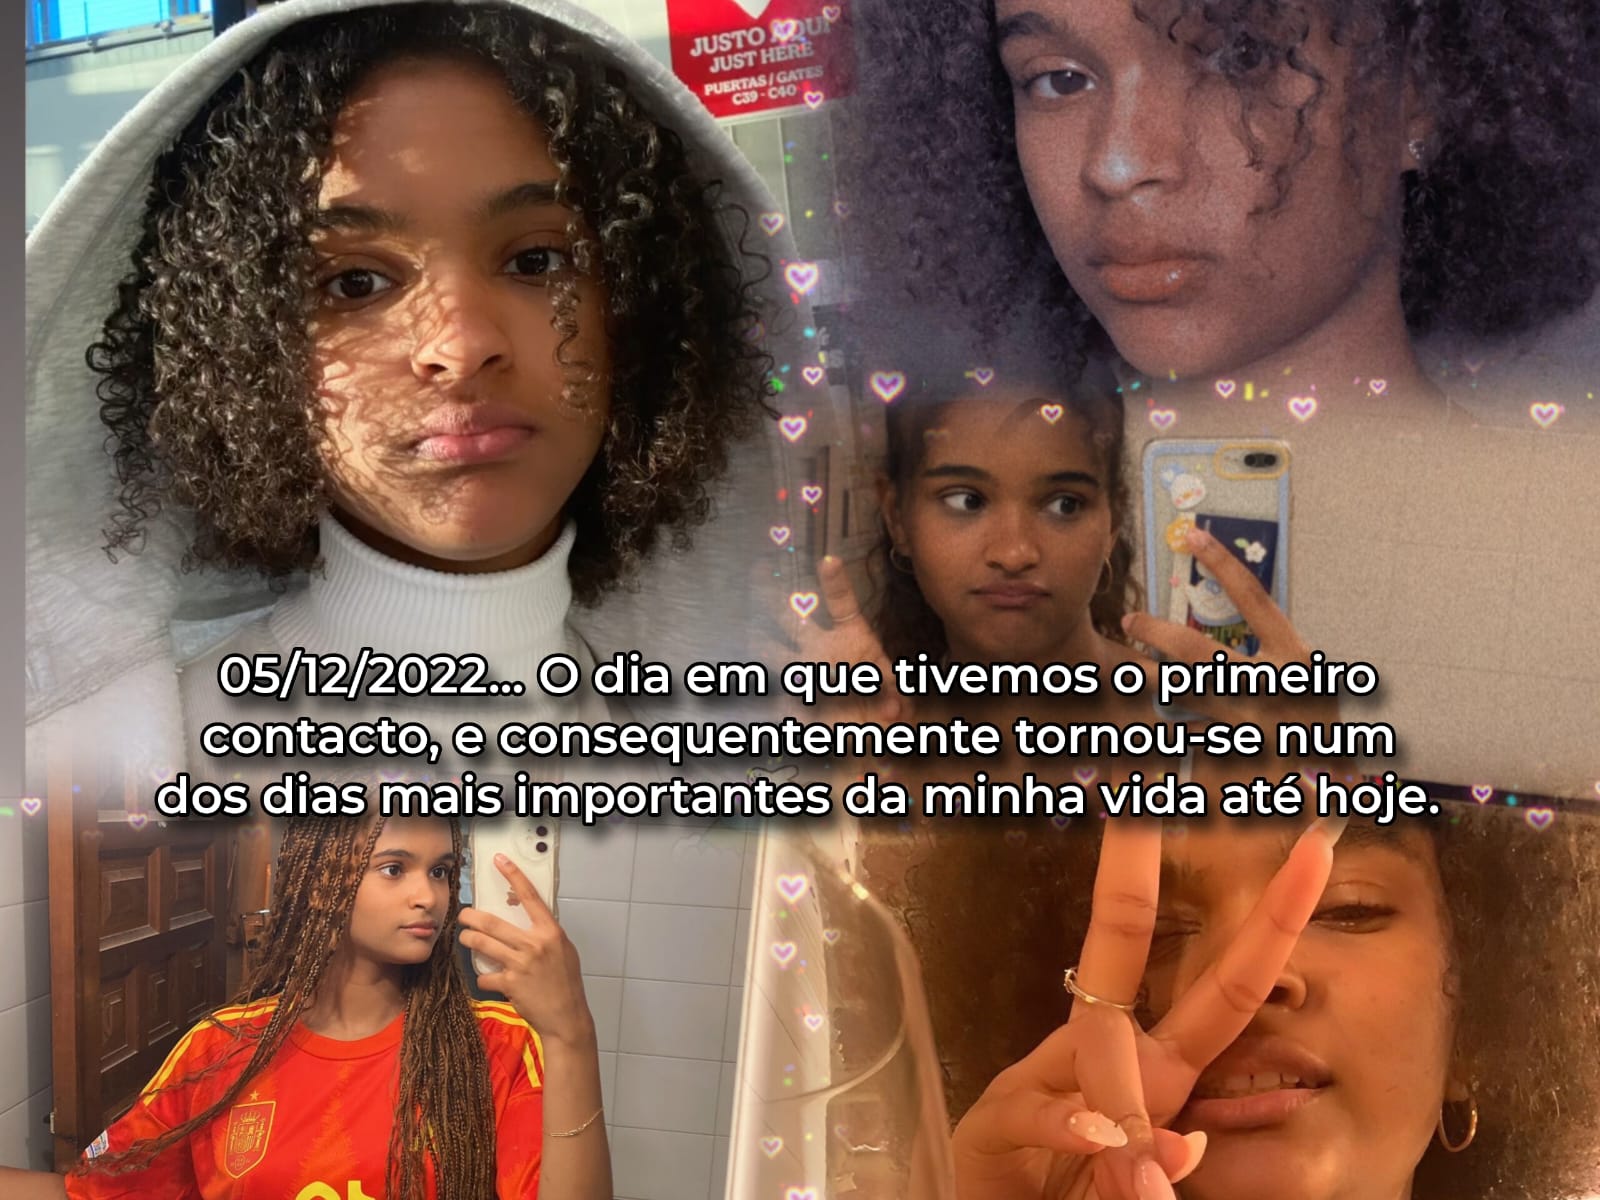 JUSTO AQUÍ
JUST HERE
PUERTAS / GATES
C39 - C40
05/12/2022... O dia em que tivemos o primeiro
contacto, e consequentemente tornou-se num
dos dias mais importantes da minha vida até hoje.